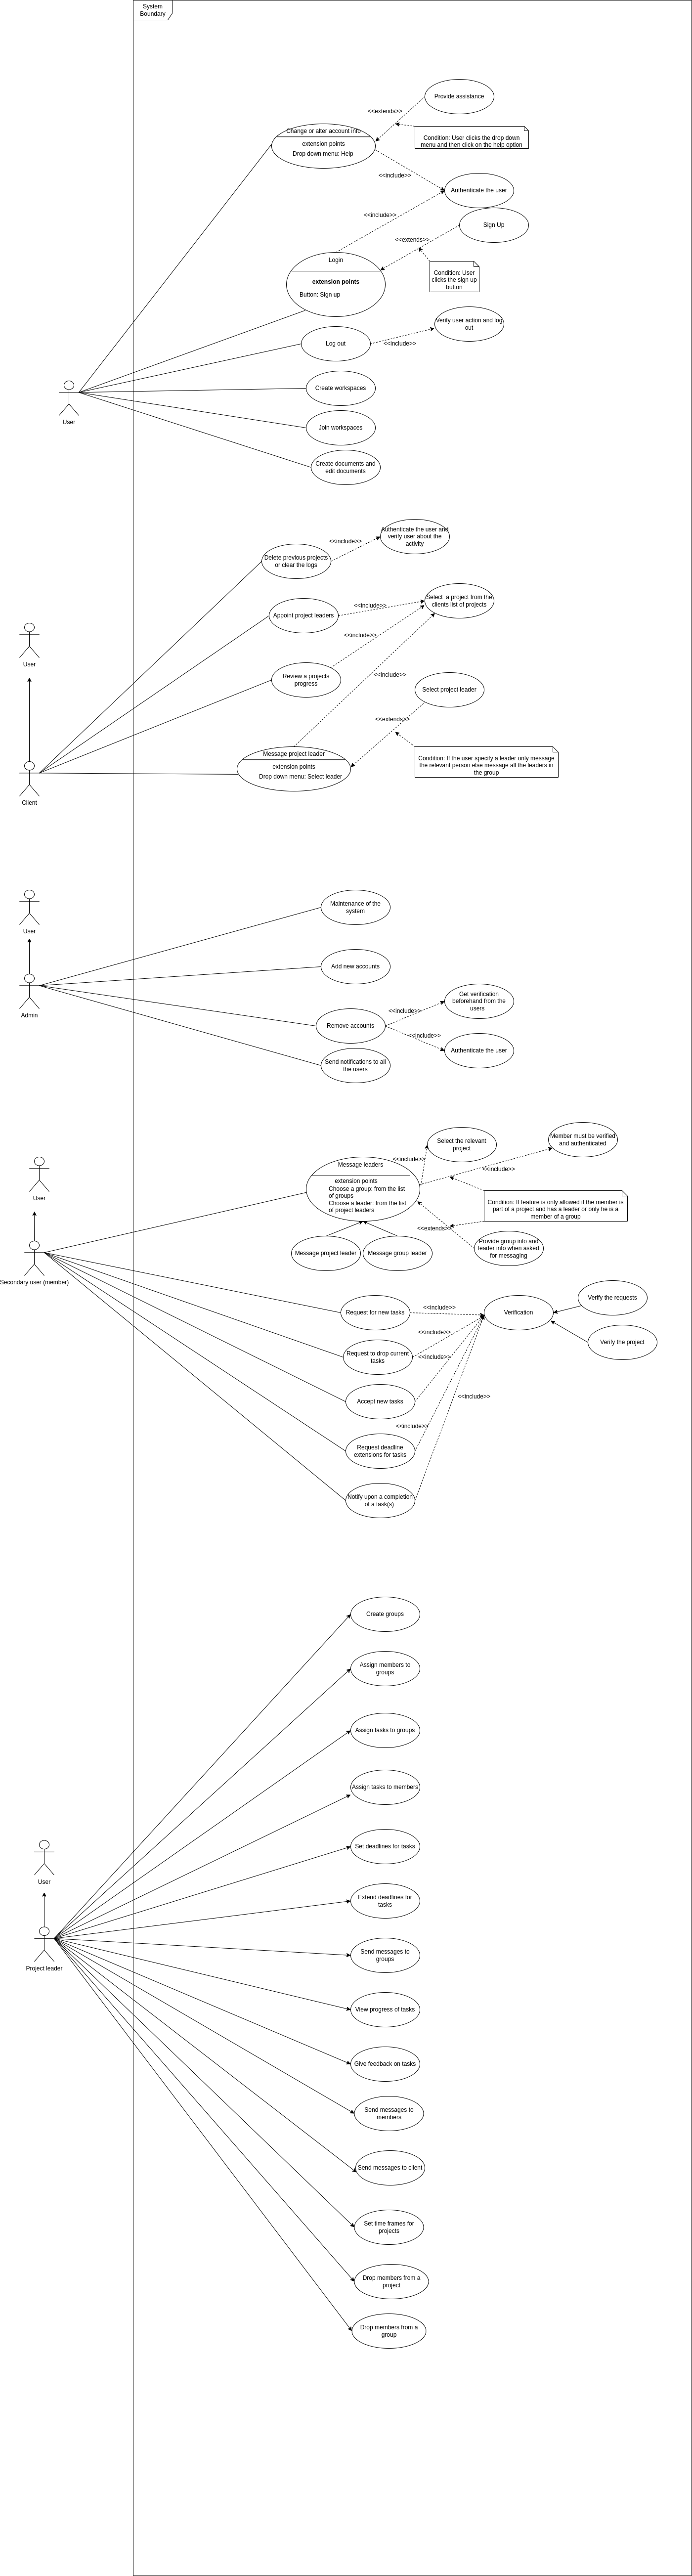 System
Boundary
Provide assistance
<<extends>>
Change or alter account info
Condition: User clicks the drop down
menu and then click on the help option
extension points
Drop down menu: Help
<<include>>
Authenticate the user
<<include>>
Sign Up
<<extends>>
Login
Condition: User
clicks the sign up
button
extension points
Button: Sign up
Verify user action and log
out
Log out
<<include>>
Create workspaces
User
Join workspaces
Create documents and
edit documents
Authenticate the user and
verify user about the
activity
<<include>>
Delete previous projects
or clear the logs
Select  a project from the
clients list of projects
<<include>>
Appoint project leaders
<<include>>
User
Review a projects
progress
<<include>>
Select project leader
<<extends>>
Message project leader
Condition: If the user specify a leader only message
the relevant person else message all the leaders in
the group
extension points
Drop down menu: Select leader
Client
Maintenance of the
system
User
Add new accounts
Get verification
beforehand from the
users
<<include>>
Admin
Remove accounts
<<include>>
Authenticate the user
Send notifications to all
the users
Select the relevant
project
Member must be verified
and authenticated
<<include>>
Message leaders
<<include>>
extension points
Choose a group: from the list
of groups
Choose a leader: from the list
of project leaders
User
Condition: If feature is only allowed if the member is
part of a project and has a leader or only he is a
member of a group
<<extends>>
Provide group info and
leader info when asked
for messaging
Message project leader
Message group leader
Secondary user (member)
Verify the requests
<<include>>
Request for new tasks
Verification
<<include>>
Verify the project
Request to drop current
tasks
<<include>>
Accept new tasks
<<include>>
<<include>>
Request deadline
extensions for tasks
Notify upon a completion
of a task(s)
Create groups
Assign members to
groups
Assign tasks to groups
Assign tasks to members
Set deadlines for tasks
User
Extend deadlines for
tasks
Send messages to
groups
Project leader
View progress of tasks
Give feedback on tasks
Send messages to
members
Send messages to client
Set time frames for
projects
Drop members from a
project
Drop members from a
group